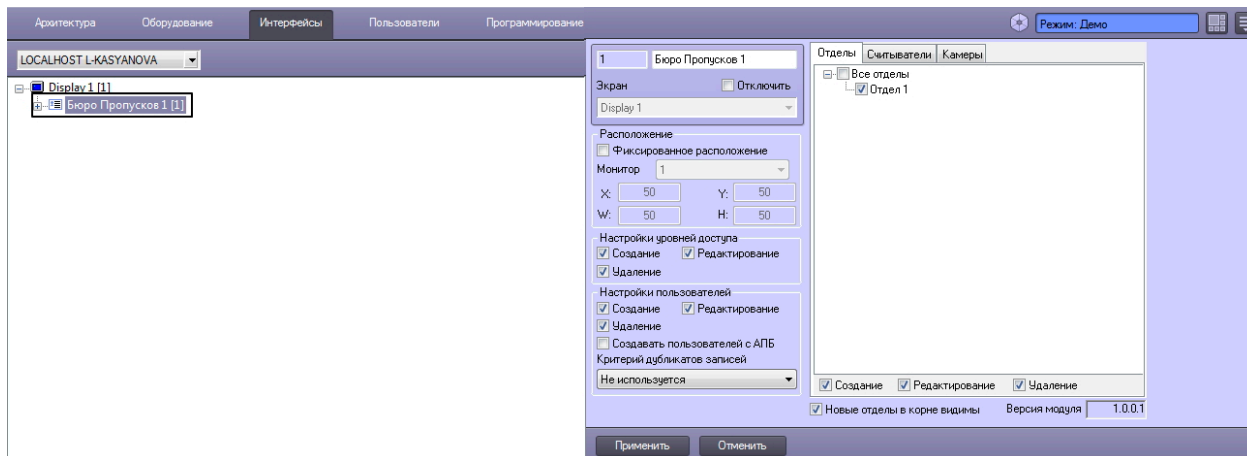 Архитектура Оборудование Интерфейсы Пользователи Программирование Режим: Демо
LOCALHOST L-KASYANOVA
Display 1 [1]
Бюро Пропусков 1 [1]
1 Бюро Пропусков 1
Экран Отключить
Display 1
Расположение
Фиксированное расположение
Монитор 1
X: 50 Y: 50
W: 50 H: 50
Настройки уровней доступа
Создание Редактирование
Удаление
Настройки пользователей
Создание Редактирование
Удаление
Создавать пользователей с АПБ
Критерий дубликатов записей
Не используется
Отделы Считыватели Камеры
Все отделы
Отдел 1
Создание Редактирование Удаление
Новые отделы в корне видимы Версия модуля 1.0.0.1
Применить Отменить